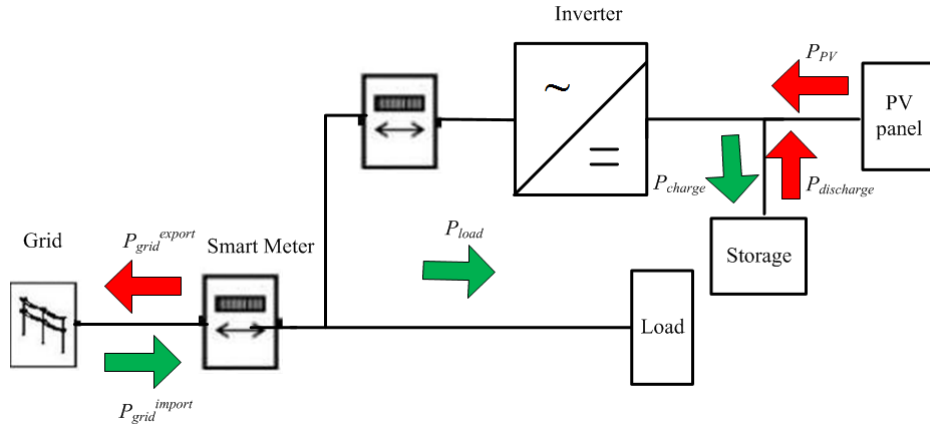 Inverter
P_PV
PV
panel
~
=
P_charge
P_discharge
Grid
P_grid^export
Smart Meter
P_load
Storage
Load
P_grid^import